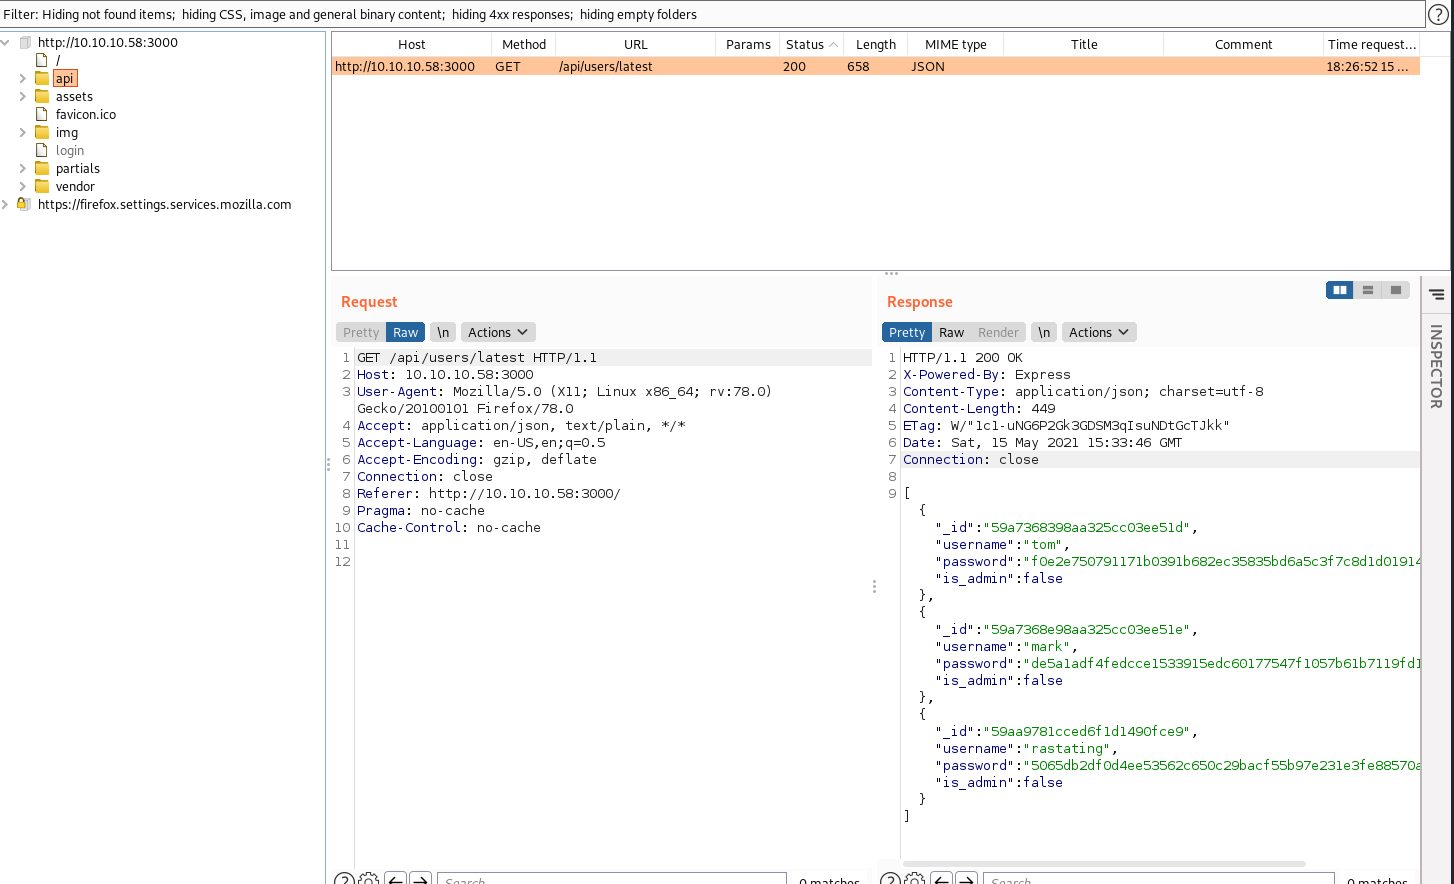 Filter: Hiding not found items; hiding CSS, image and general binary content; hiding 4xx responses; hiding empty folders
?
http://10.10.10.58:3000
/
api
assets
favicon.ico
img
login
partials
vendor
https://firefox.settings.services.mozilla.com
Host Method URL Params Status Length MIME type Title Comment Time request...
http://10.10.10.58:3000 GET /api/users/latest 200 658 JSON 18:26:52 15 ...
Request
Pretty Raw \n Actions
1 GET /api/users/latest HTTP/1.1
2 Host: 10.10.10.58:3000
3 User-Agent: Mozilla/5.0 (X11; Linux x86_64; rv:78.0)
Gecko/20100101 Firefox/78.0
4 Accept: application/json, text/plain, */*
5 Accept-Language: en-US,en;q=0.5
6 Accept-Encoding: gzip, deflate
7 Connection: close
8 Referer: http://10.10.10.58:3000/
9 Pragma: no-cache
10 Cache-Control: no-cache
11
12
? Search... 0 matches
Response
Pretty Raw Render \n Actions
1 HTTP/1.1 200 OK
2 X-Powered-By: Express
3 Content-Type: application/json; charset=utf-8
4 Content-Length: 449
5 ETag: W/"1c1-uNG6P2Gk3GDSM3qIsuNDtGcTJkk"
6 Date: Sat, 15 May 2021 15:33:46 GMT
7 Connection: close
8
9 [
{
"_id":"59a7368398aa325cc03ee51d",
"username":"tom",
"password":"f0e2e750791171b0391b682ec35835bd6a5c3f7c8d1d01914
"is_admin":false
},
{
"_id":"59a7368e98aa325cc03ee51e",
"username":"mark",
"password":"de5a1adf4fedcce1533915edc60177547f1057b61b7119fd1
"is_admin":false
},
{
"_id":"59aa9781cced6f1d1490fce9",
"username":"rastating",
"password":"5065db2df0d4ee53562c650c29bacf55b97e231e3fe88570a
"is_admin":false
}
]
? Search... 0 matches
INSPECTOR